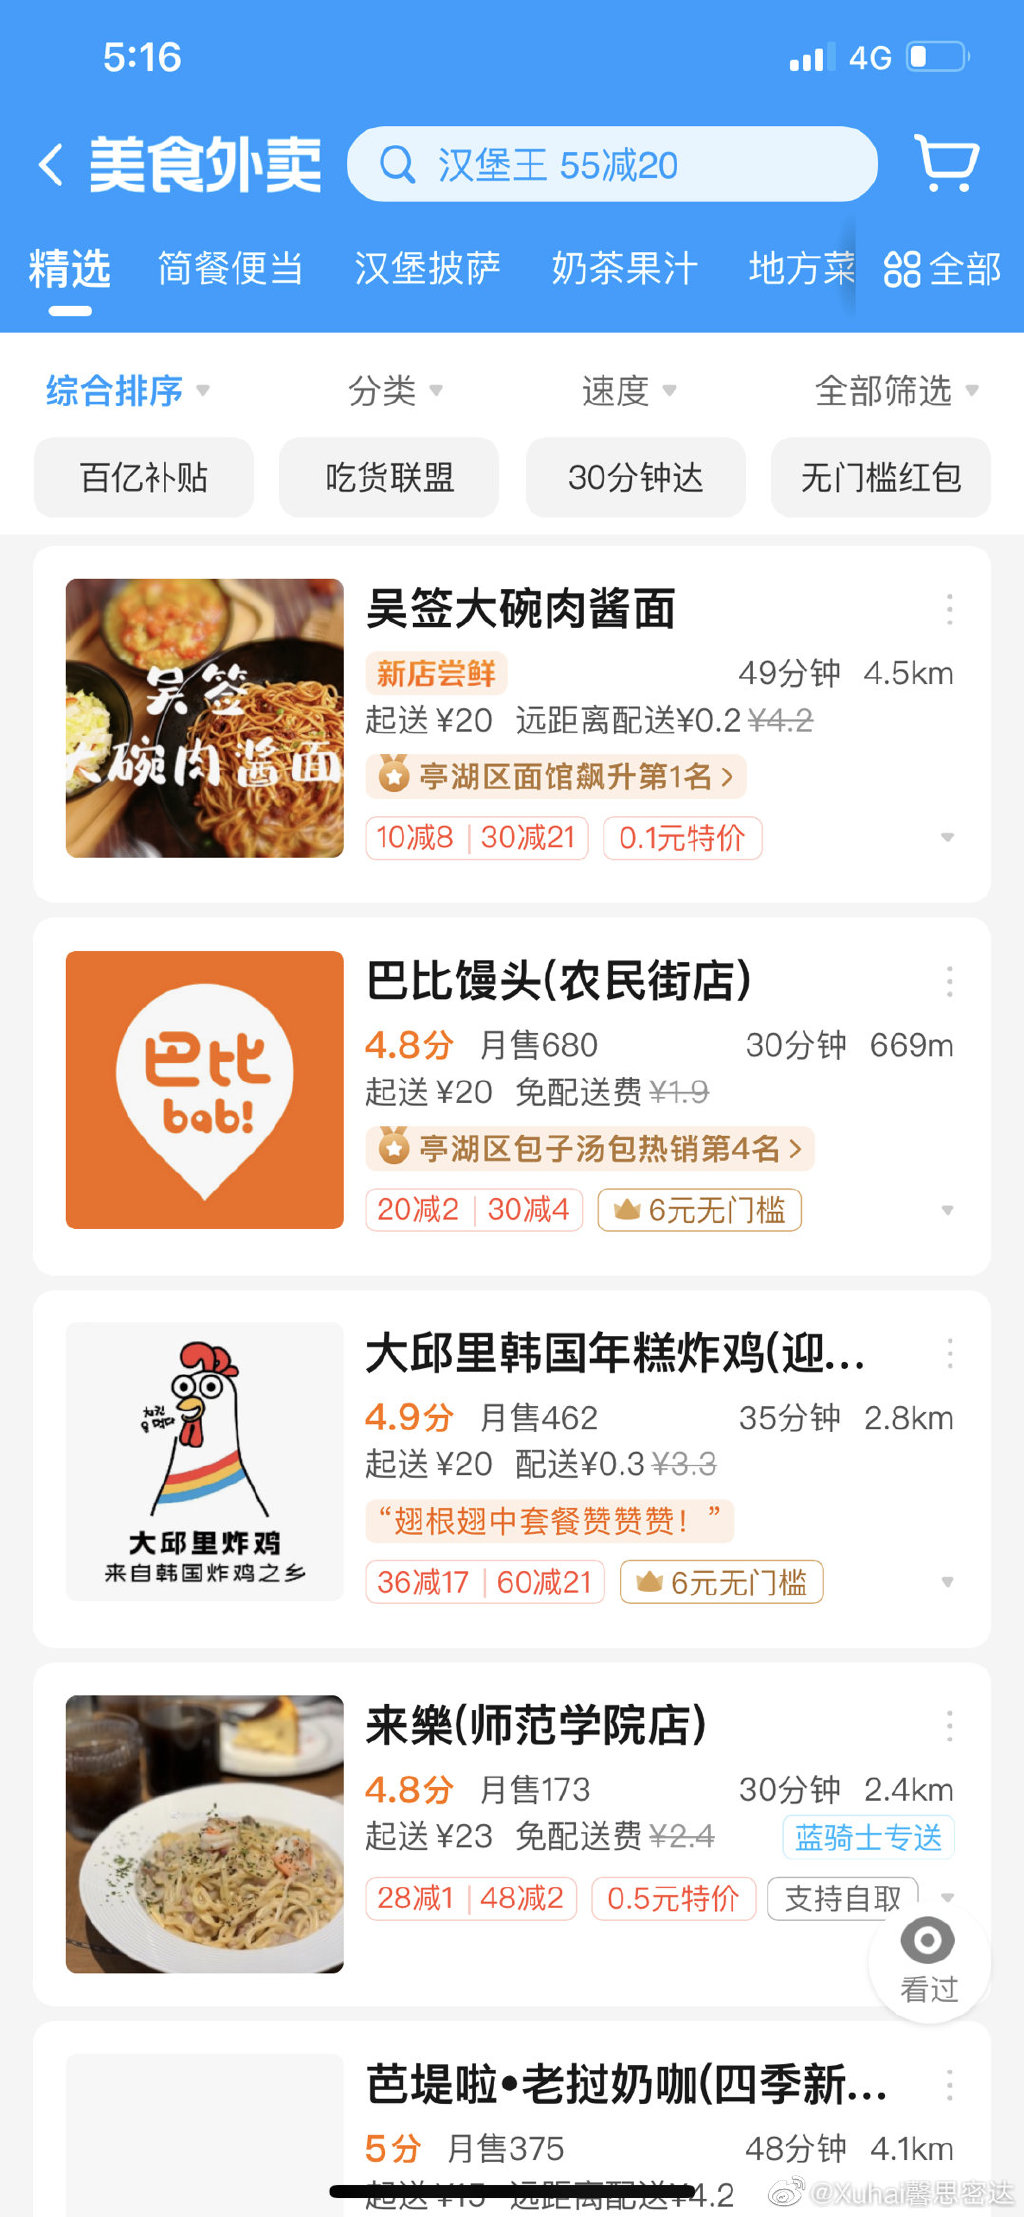 5:16
4G
美食外卖
汉堡王 55减20
精选 简餐便当 汉堡披萨 奶茶果汁 地方菜 全部
综合排序 分类 速度 全部筛选
百亿补贴 吃货联盟 30分钟达 无门槛红包
吴签大碗肉酱面
吴签
大碗肉酱面
新店尝鲜 49分钟 4.5km
起送 ¥20 远距离配送¥0.2 ¥4.2
亭湖区面馆飙升第1名 >
10减8 | 30减21 0.1元特价
巴比馒头(农民街店)
巴比
bab!
4.8分 月售680 30分钟 669m
起送 ¥20 免配送费 ¥1.9
亭湖区包子汤包热销第4名 >
20减2 | 30减4 6元无门槛
大邱里韩国年糕炸鸡(迎...
大邱里炸鸡
来自韩国炸鸡之乡
4.9分 月售462 35分钟 2.8km
起送 ¥20 配送¥0.3 ¥3.3
“翅根翅中套餐赞赞赞！”
36减17 | 60减21 6元无门槛
来樂(师范学院店)
4.8分 月售173 30分钟 2.4km
起送 ¥23 免配送费 ¥2.4 蓝骑士专送
28减1 | 48减2 0.5元特价 支持自取
看过
芭堤啦•老挝奶咖(四季新...
5分 月售375 48分钟 4.1km
起送 ¥15 远距离配送¥4.2
@Xuhai馨思密达